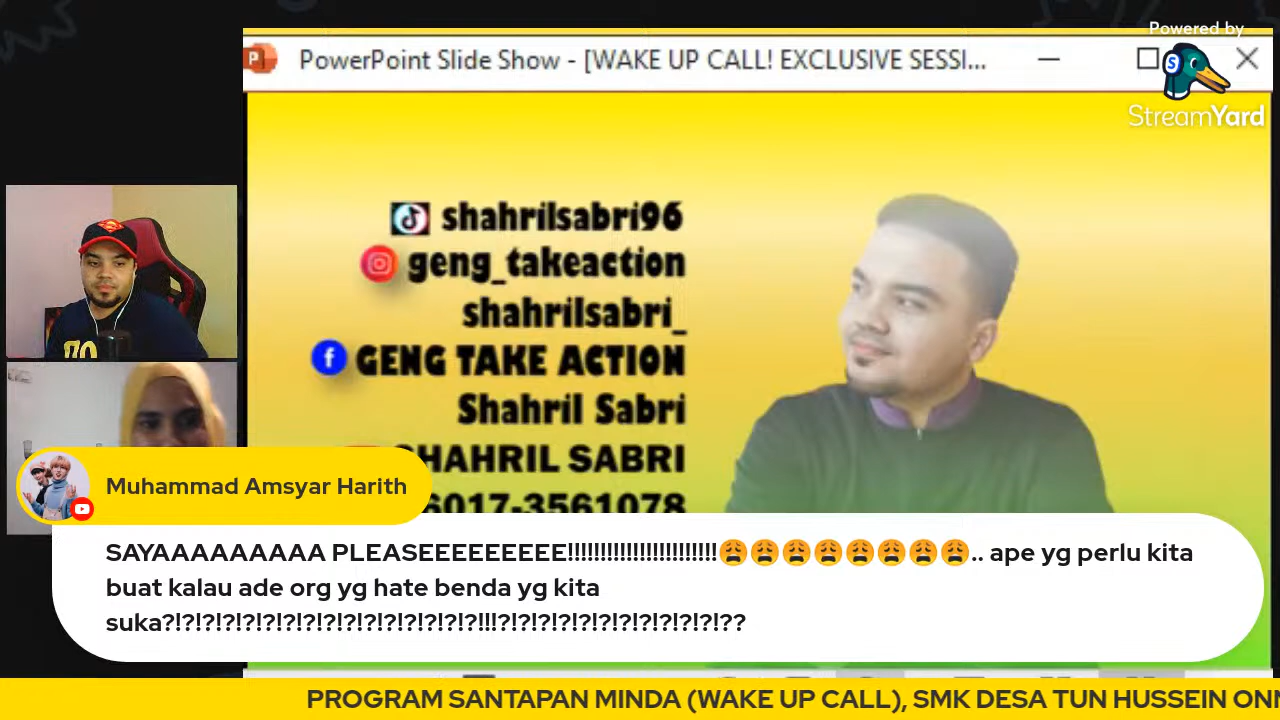 Powered by
StreamYard
PowerPoint Slide Show - [WAKE UP CALL! EXCLUSIVE SESSI...
shahrilsabri96
geng_takeaction
shahrilsabri_
GENG TAKE ACTION
Shahril Sabri
SHAHRIL SABRI
6017-3561078
Muhammad Amsyar Harith
SAYAAAAAAAAA PLEASEEEEEEEEE!!!!!!!!!!!!!!!!!!!!!!!😩😩😩😩😩😩😩😩.. ape yg perlu kita
buat kalau ade org yg hate benda yg kita
suka?!?!?!?!?!?!?!?!?!?!?!?!?!?!?!?!!!?!?!?!?!?!?!?!?!?!?!?!??
PROGRAM SANTAPAN MINDA (WAKE UP CALL), SMK DESA TUN HUSSEIN ONN